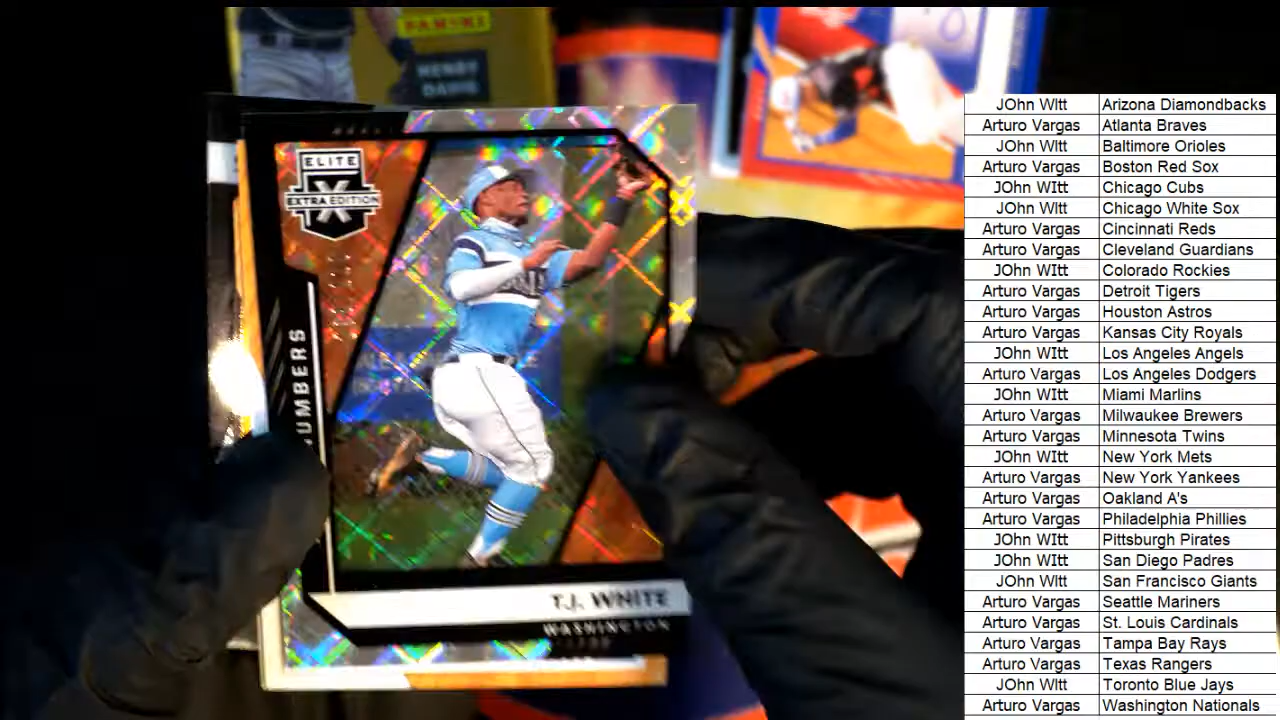 PANINI
HENRY
DAVIS
ELITE
X
EXTRA EDITION
NUMBERS
T.J. WHITE
WASHINGTON
JOhn WItt Arizona Diamondbacks
Arturo Vargas Atlanta Braves
JOhn WItt Baltimore Orioles
Arturo Vargas Boston Red Sox
JOhn WItt Chicago Cubs
JOhn WItt Chicago White Sox
Arturo Vargas Cincinnati Reds
Arturo Vargas Cleveland Guardians
JOhn WItt Colorado Rockies
Arturo Vargas Detroit Tigers
Arturo Vargas Houston Astros
Arturo Vargas Kansas City Royals
JOhn WItt Los Angeles Angels
Arturo Vargas Los Angeles Dodgers
JOhn WItt Miami Marlins
Arturo Vargas Milwaukee Brewers
Arturo Vargas Minnesota Twins
JOhn WItt New York Mets
Arturo Vargas New York Yankees
Arturo Vargas Oakland A's
Arturo Vargas Philadelphia Phillies
JOhn WItt Pittsburgh Pirates
JOhn WItt San Diego Padres
JOhn WItt San Francisco Giants
Arturo Vargas Seattle Mariners
Arturo Vargas St. Louis Cardinals
Arturo Vargas Tampa Bay Rays
Arturo Vargas Texas Rangers
JOhn WItt Toronto Blue Jays
Arturo Vargas Washington Nationals